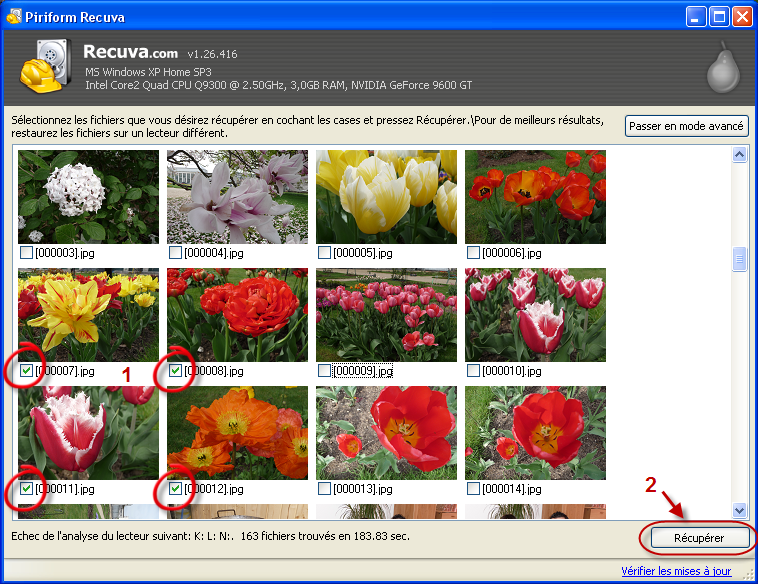 Piriform Recuva
Recuva.com v1.26.416
MS Windows XP Home SP3
Intel Core2 Quad CPU Q9300 @ 2.50GHz, 3,0GB RAM, NVIDIA GeForce 9600 GT
Sélectionnez les fichiers que vous désirez récupérer en cochant les cases et pressez Récupérer.\Pour de meilleurs résultats,
restaurez les fichiers sur un lecteur différent.
Passer en mode avancé
[000003].jpg [000004].jpg [000005].jpg [000006].jpg
[000007].jpg 1 [000008].jpg [000009].jpg [000010].jpg
[000011].jpg [000012].jpg [000013].jpg [000014].jpg
2
Echec de l'analyse du lecteur suivant: K: L: N:. 163 fichiers trouvés en 183.83 sec.
Récupérer
Vérifier les mises à jour